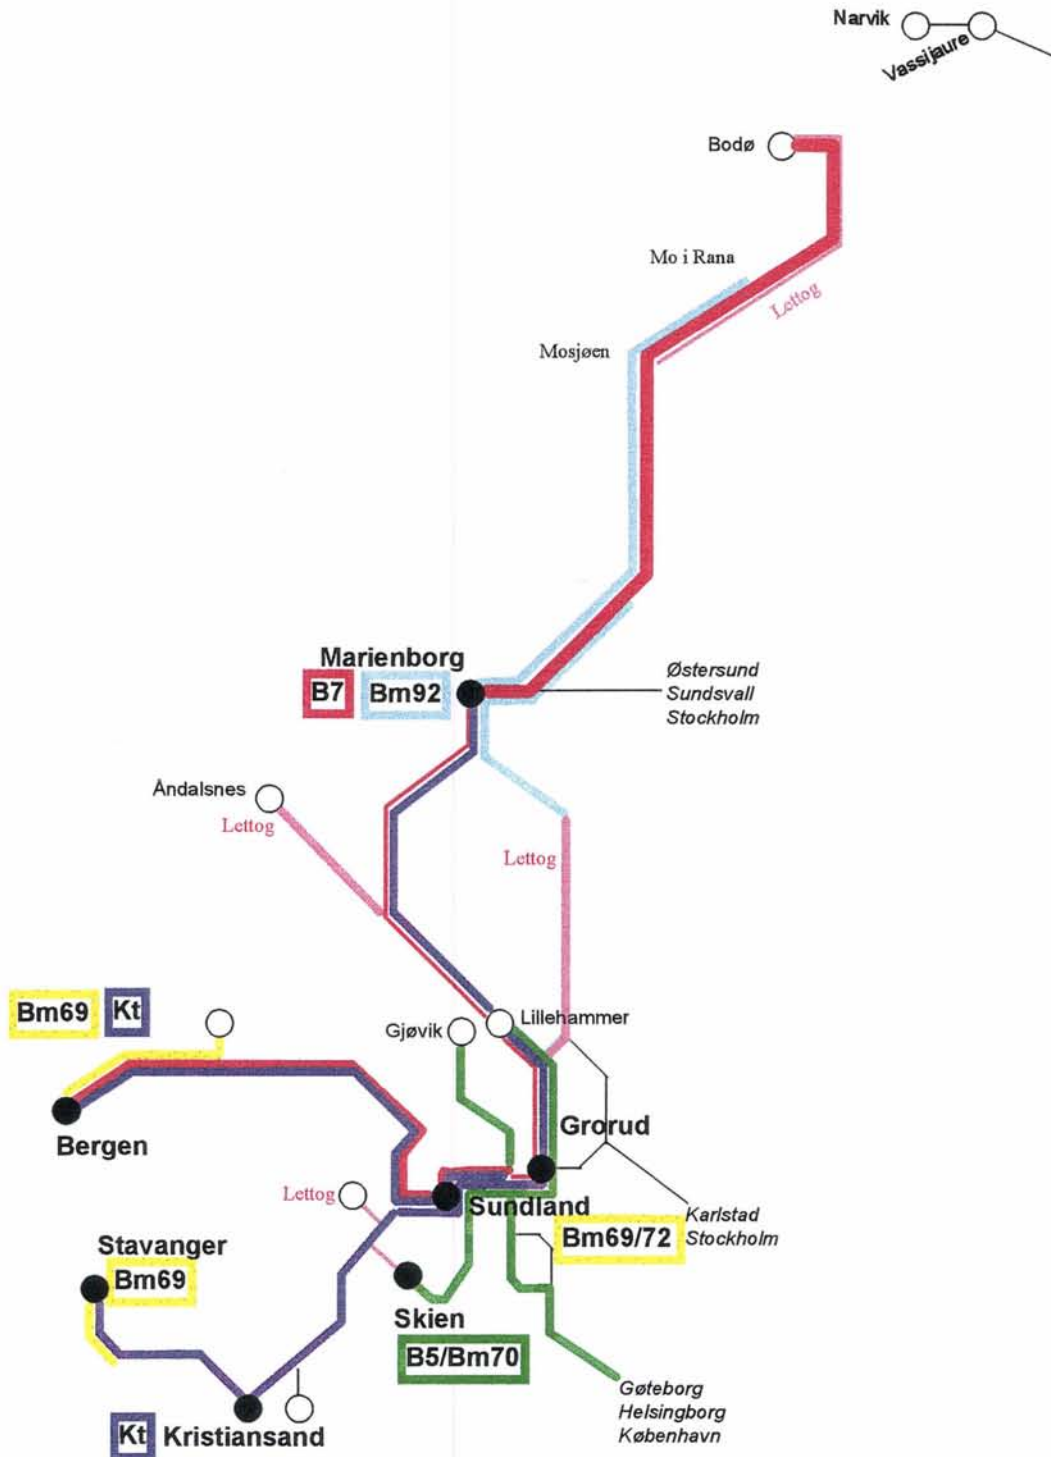 Narvik
Vassijaure
Bodø
Mo i Rana
Lettog
Mosjøen
Marienborg
B7
Bm92
Østersund
Sundsvall
Stockholm
Åndalsnes
Lettog
Lettog
Bm69
Kt
Gjøvik
Lillehammer
Bergen
Grorud
Lettog
Sundland
Karlstad
Stockholm
Bm69/72
Stavanger
Bm69
Skien
B5/Bm70
Gøteborg
Helsingborg
København
Kt
Kristiansand